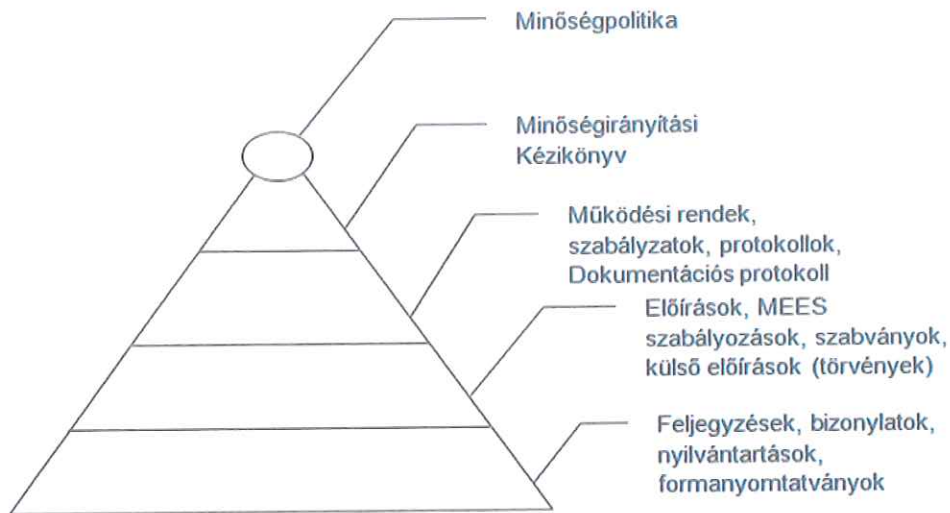 Minőségpolitika
Minőségirányítási
Kézikönyv
Működési rendek,
szabályzatok, protokollok,
Dokumentációs protokoll
Előírások, MEES
szabályozások, szabványok,
külső előírások (törvények)
Feljegyzések, bizonylatok,
nyilvántartások,
formanyomtatványok